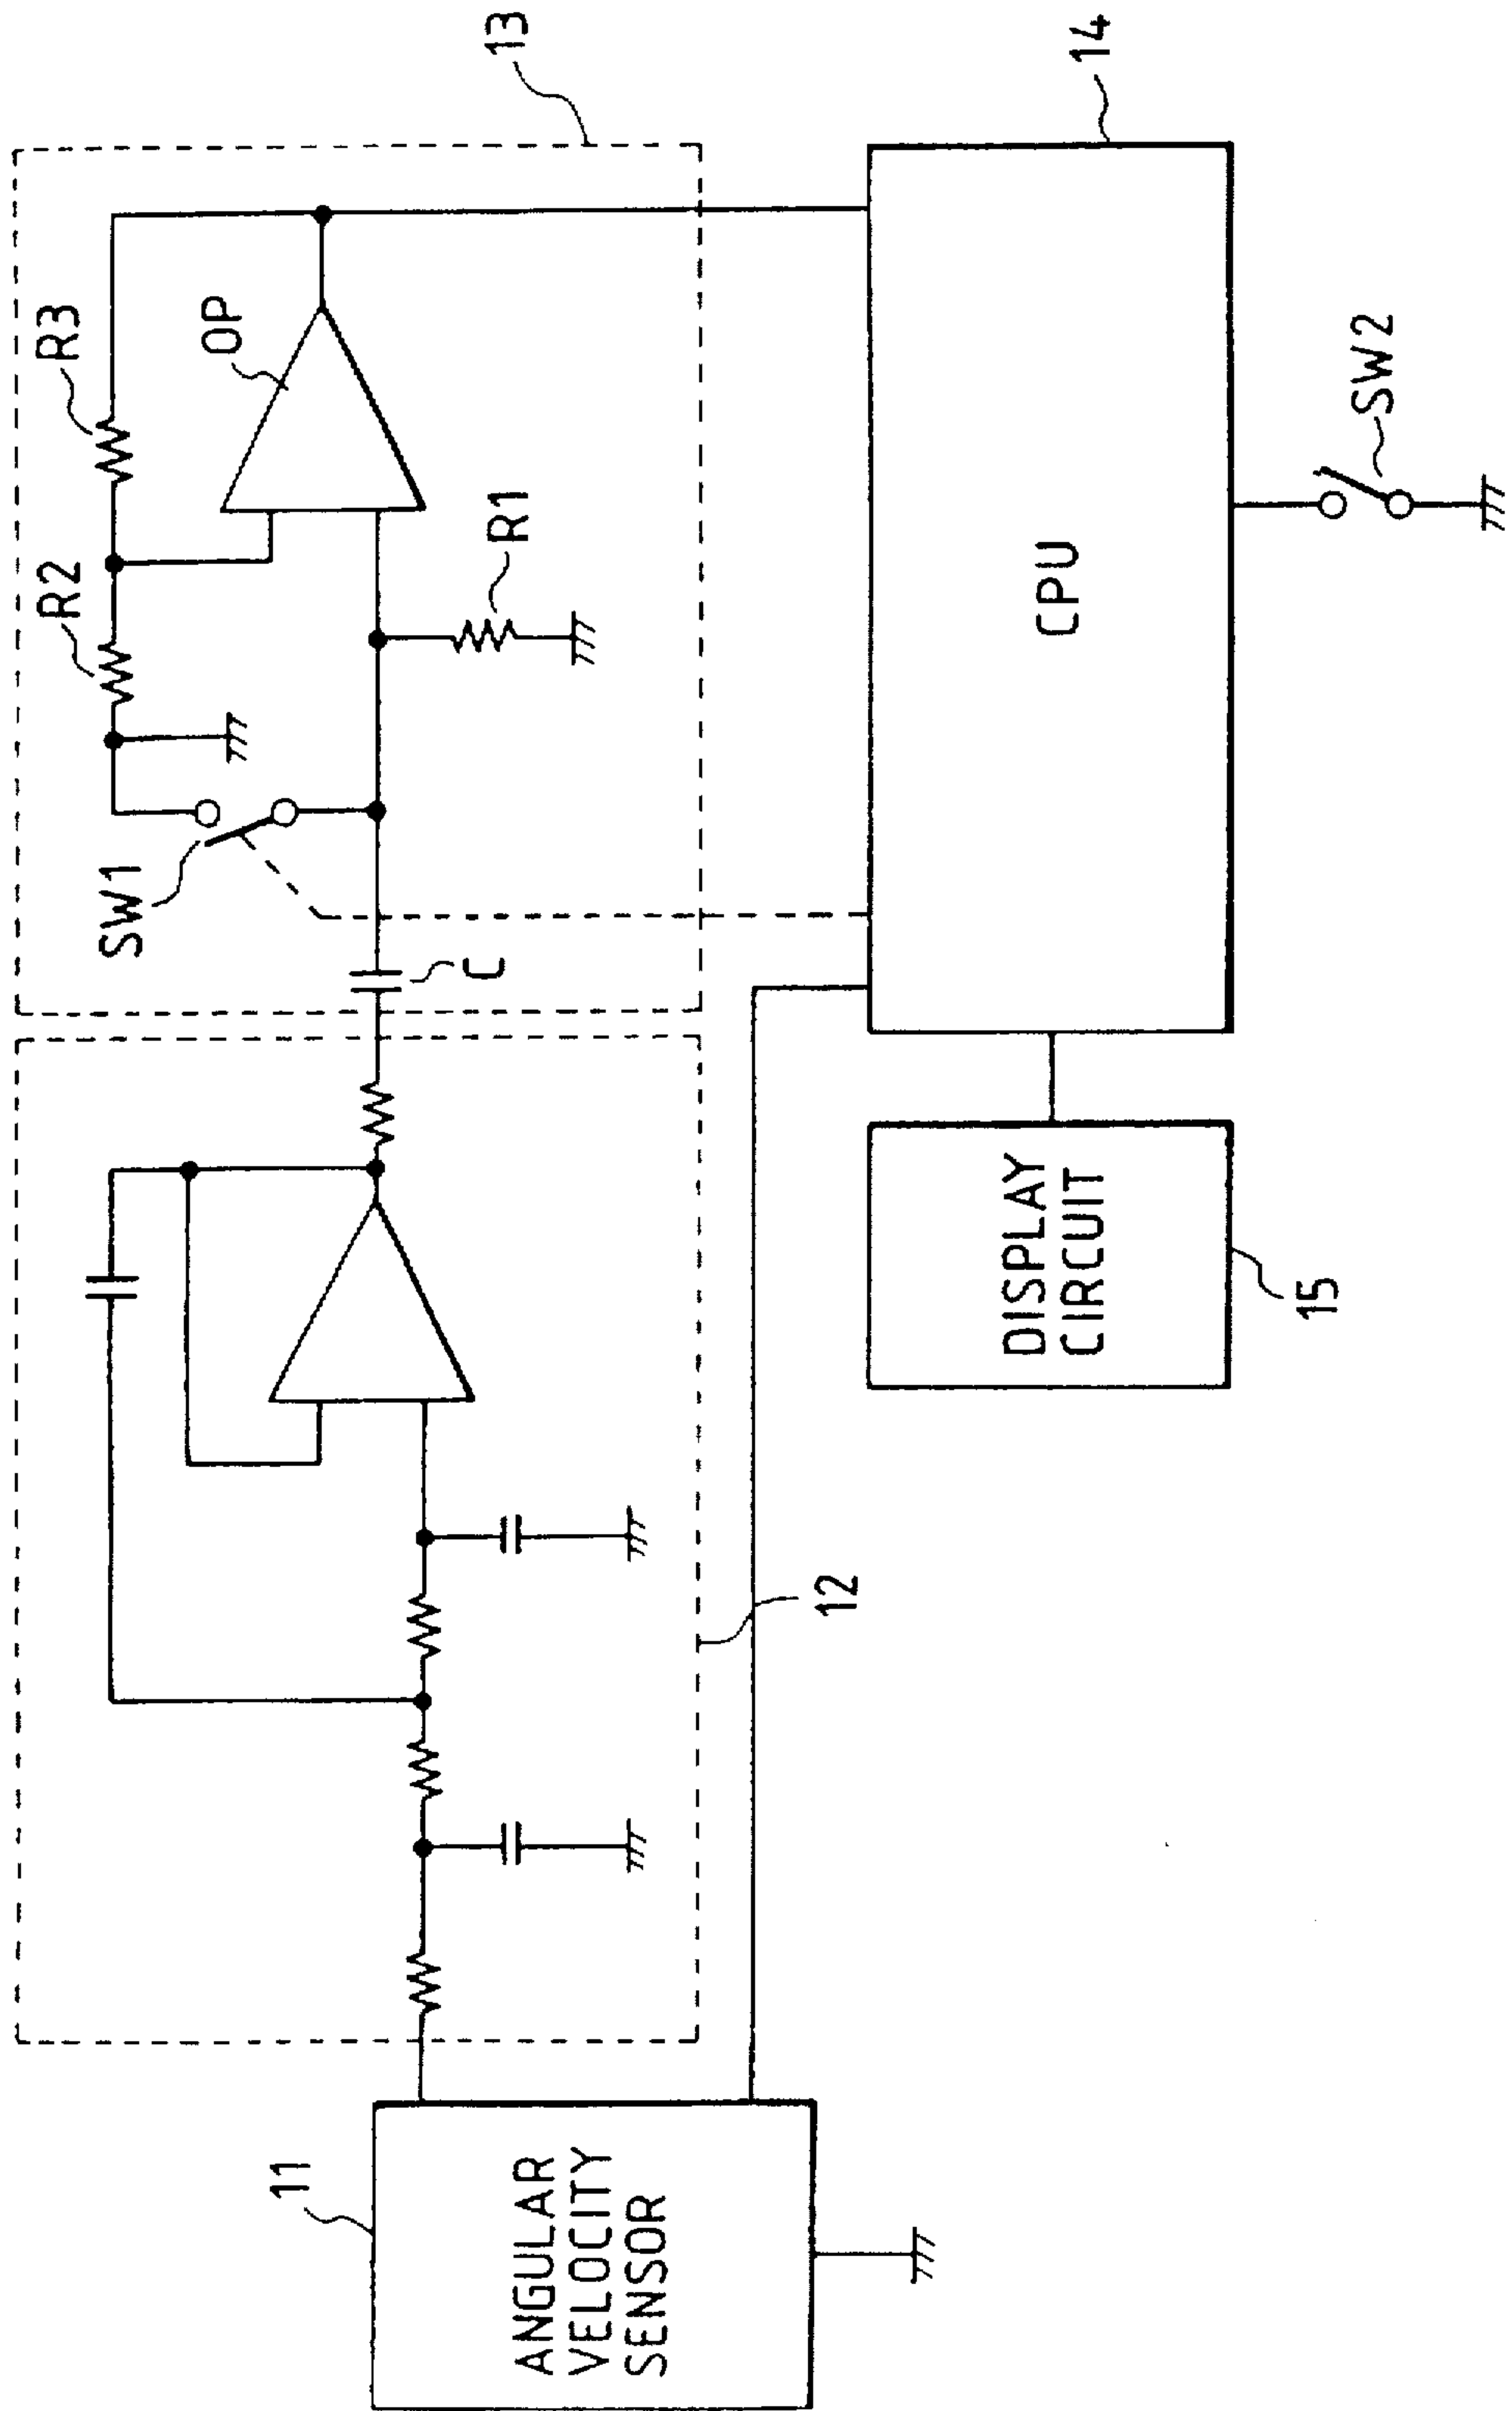 13
R3
OP
R2
R1
SW1
C
14
CPU
SW2
12
DISPLAY
CIRCUIT
15
11
ANGULAR
VELOCITY
SENSOR